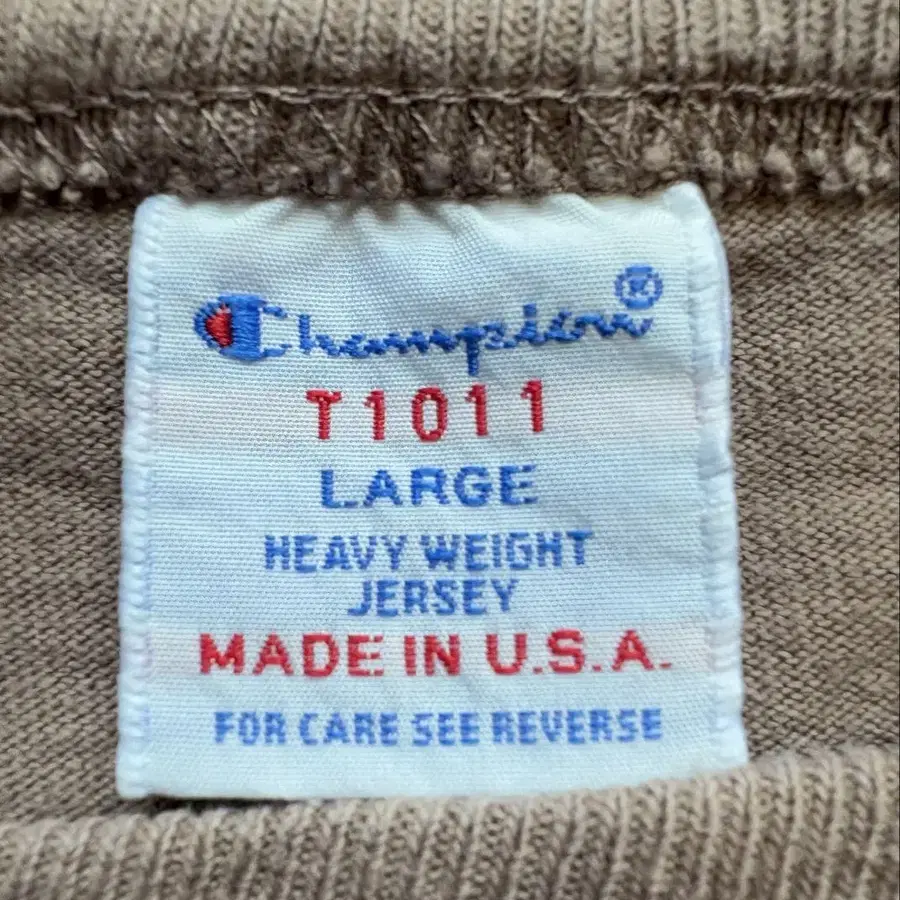 Champion®
T1011
LARGE
HEAVY WEIGHT
JERSEY
MADE IN U.S.A.
FOR CARE SEE REVERSE